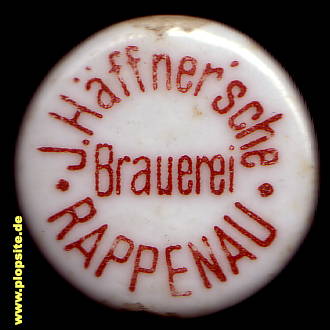 J. Häffner'sche
Brauerei
RAPPENAU
www.plopsite.de